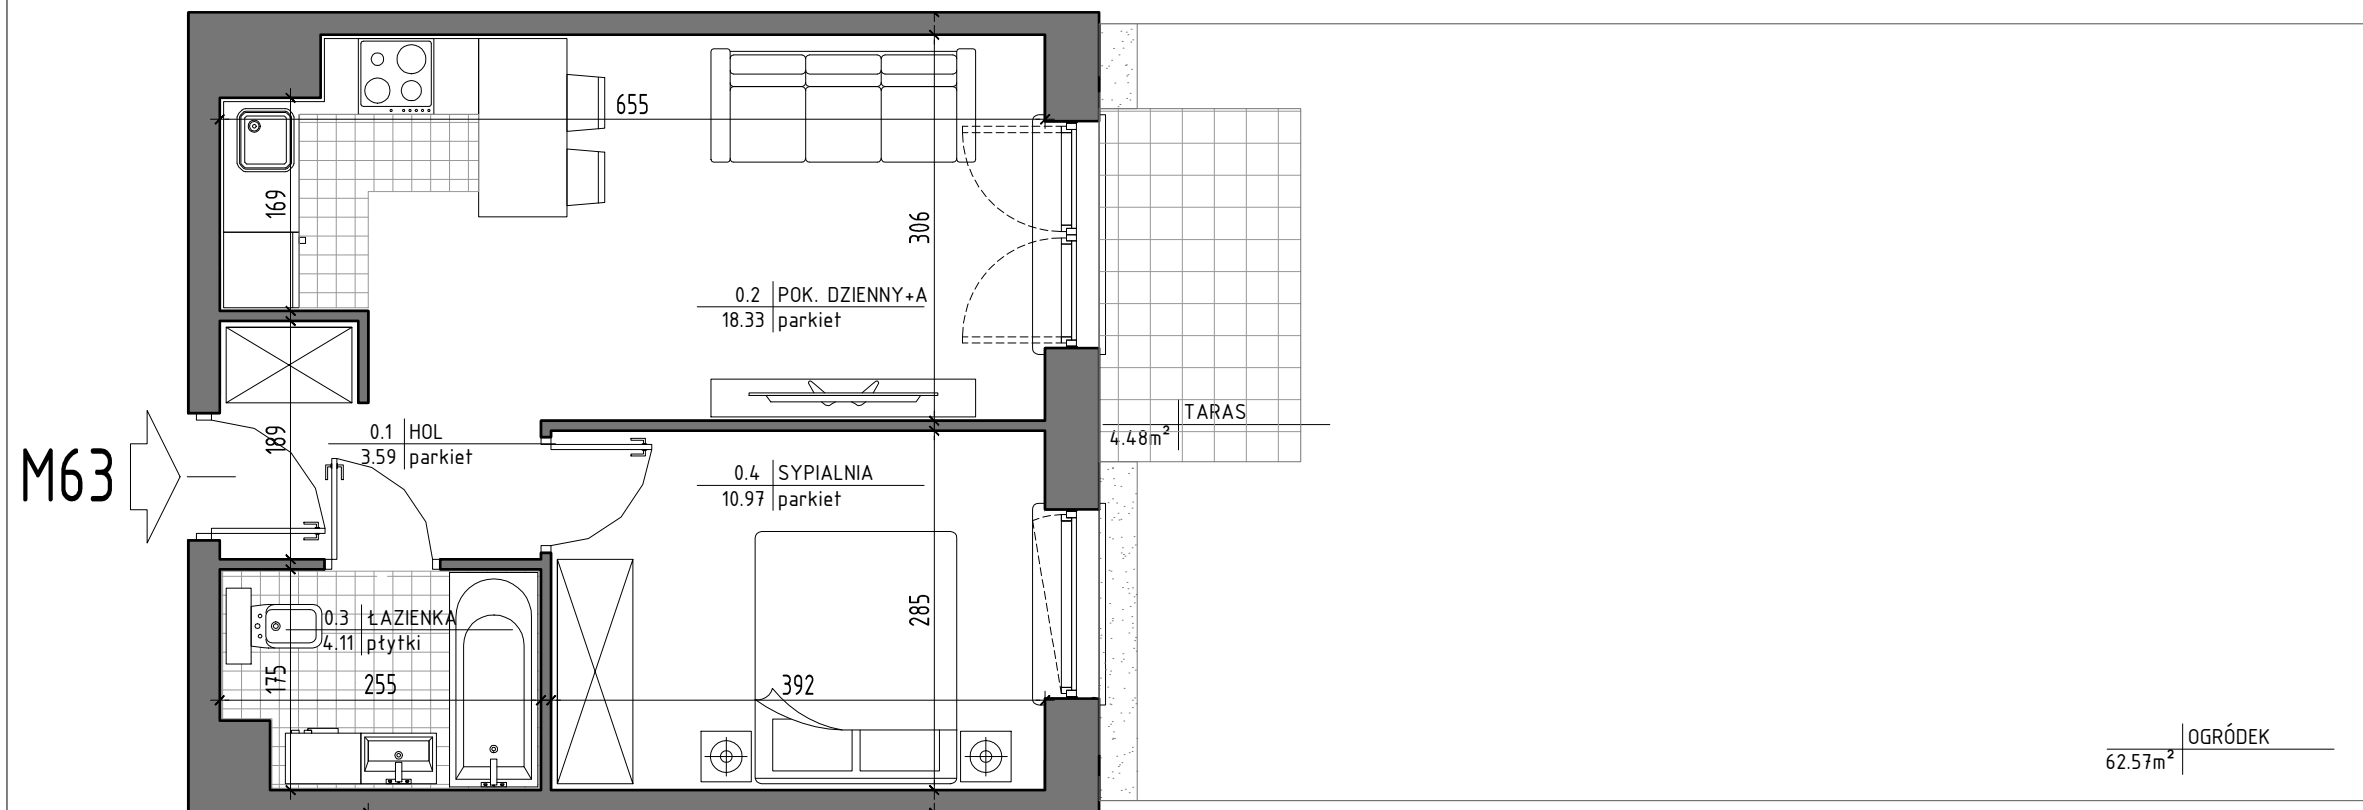 655
169
306
0.2 POK. DZIENNY+A
18.33 parkiet
TARAS
4.48m²
189
0.1 HOL
3.59 parkiet
M63
0.4 SYPIALNIA
10.97 parkiet
285
0.3 ŁAZIENKA
4.11 płytki
175
255
392
OGRÓDEK
62.57m²